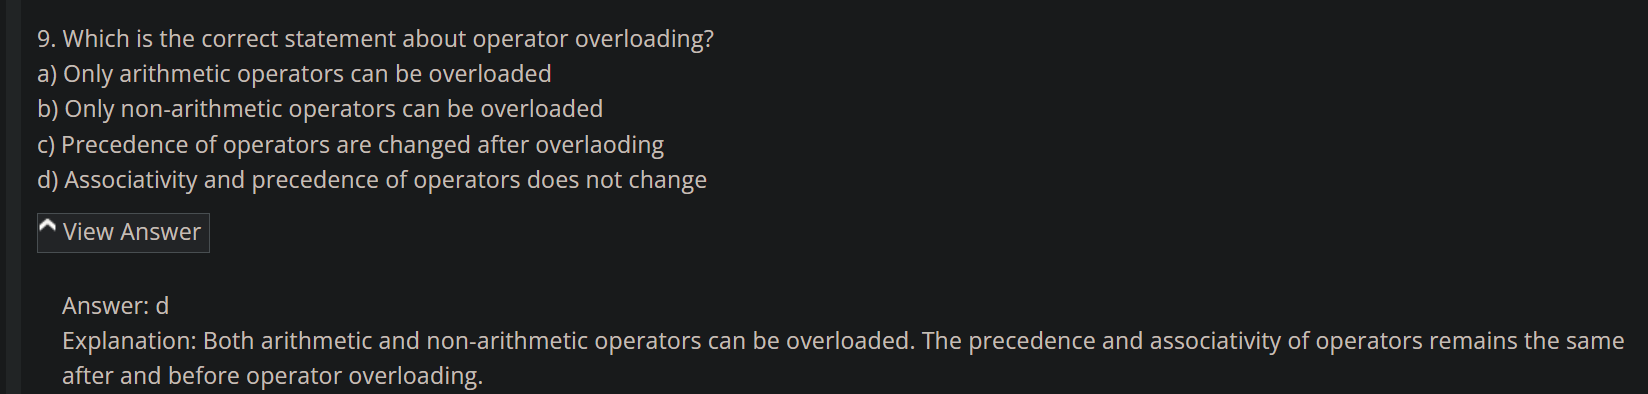 9. Which is the correct statement about operator overloading?
a) Only arithmetic operators can be overloaded
b) Only non-arithmetic operators can be overloaded
c) Precedence of operators are changed after overlaoding
d) Associativity and precedence of operators does not change
View Answer
Answer: d
Explanation: Both arithmetic and non-arithmetic operators can be overloaded. The precedence and associativity of operators remains the same
after and before operator overloading.